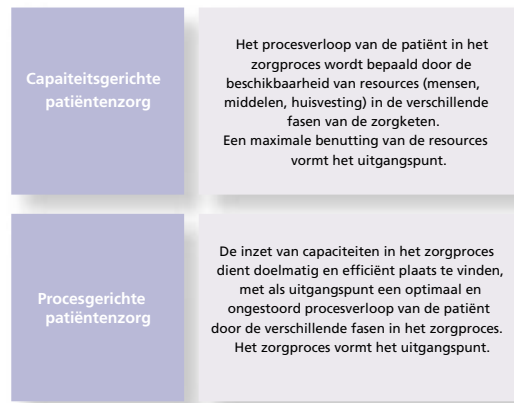 Capaiteitsgerichte
patiëntenzorg
Het procesverloop van de patiënt in het
zorgproces wordt bepaald door de
beschikbaarheid van resources (mensen,
middelen, huisvesting) in de verschillende
fasen van de zorgketen.
Een maximale benutting van de resources
vormt het uitgangspunt.
Procesgerichte
patiëntenzorg
De inzet van capaciteiten in het zorgproces
dient doelmatig en efficiënt plaats te vinden,
met als uitgangspunt een optimaal en
ongestoord procesverloop van de patiënt
door de verschillende fasen in het zorgproces.
Het zorgproces vormt het uitgangspunt.